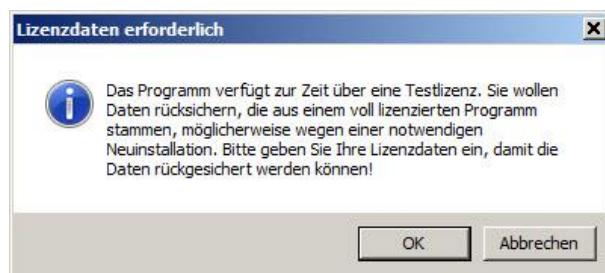 Lizenzdaten erforderlich
Das Programm verfügt zur Zeit über eine Testlizenz. Sie wollen
Daten rücksichern, die aus einem voll lizenzierten Programm
stammen, möglicherweise wegen einer notwendigen
Neuinstallation. Bitte geben Sie Ihre Lizenzdaten ein, damit die
Daten rückgesichert werden können!
OK Abbrechen